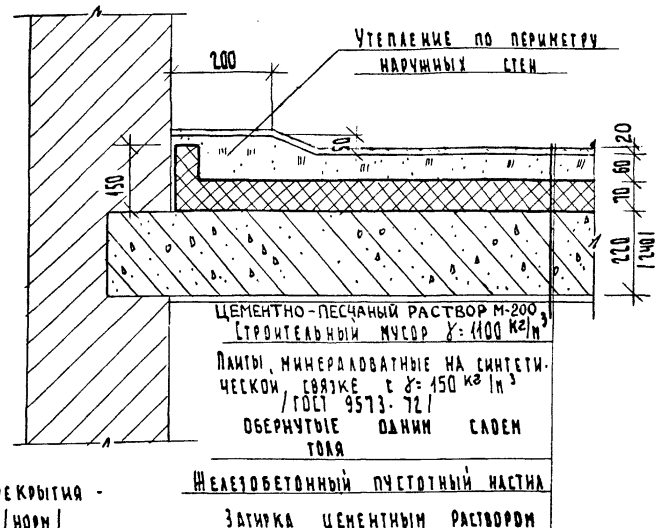 УТЕПЛЕНИЕ ПО ПЕРИМЕТРУ
НАРУЖНЫХ СТЕН
200
50
20
60
70
150
220
/240/
ЦЕМЕНТНО-ПЕСЧАНЫЙ РАСТВОР М-200
СТРОИТЕЛЬНЫЙ МУСОР γ=1100 кг/м³
ПЛИТЫ МИНЕРАЛОВАТНЫЕ НА СИНТЕТИ-
ЧЕСКОЙ СВЯЗКЕ С γ=150 кг/м³
/ГОСТ 9573-72/
ОБЕРНУТЫЕ ОДНИМ СЛОЕМ
ТОЛЯ
ЖЕЛЕЗОБЕТОННЫЙ ПУСТОТНЫЙ НАСТИЛ
ЗАТИРКА ЦЕМЕНТНЫМ РАСТВОРОМ
ЕКРЫТИЯ -
/НОРМ/